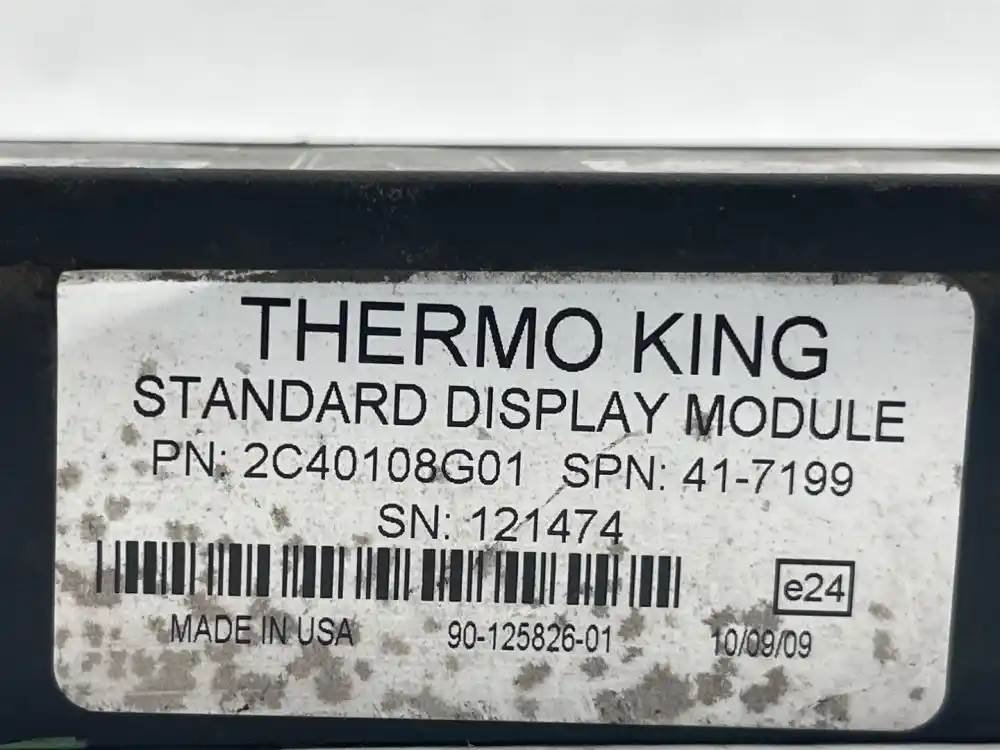 THERMO KING
STANDARD DISPLAY MODULE
PN: 2C40108G01 SPN: 41-7199
SN: 121474
e24
MADE IN USA 90-125826-01 10/09/09